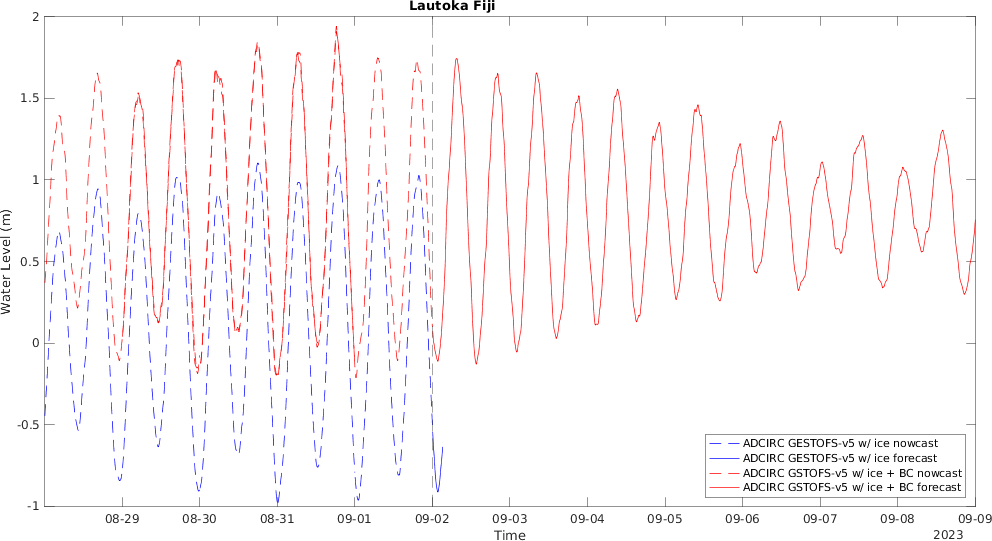 Lautoka Fiji
Water Level (m)
2
1.5
1
0.5
0
-0.5
-1
ADCIRC GESTOFS-v5 w/ ice nowcast
ADCIRC GESTOFS-v5 w/ ice forecast
ADCIRC GSTOFS-v5 w/ ice + BC nowcast
ADCIRC GSTOFS-v5 w/ ice + BC forecast
08-29 08-30 08-31 09-01 09-02 09-03 09-04 09-05 09-06 09-07 09-08 09-09
Time
2023